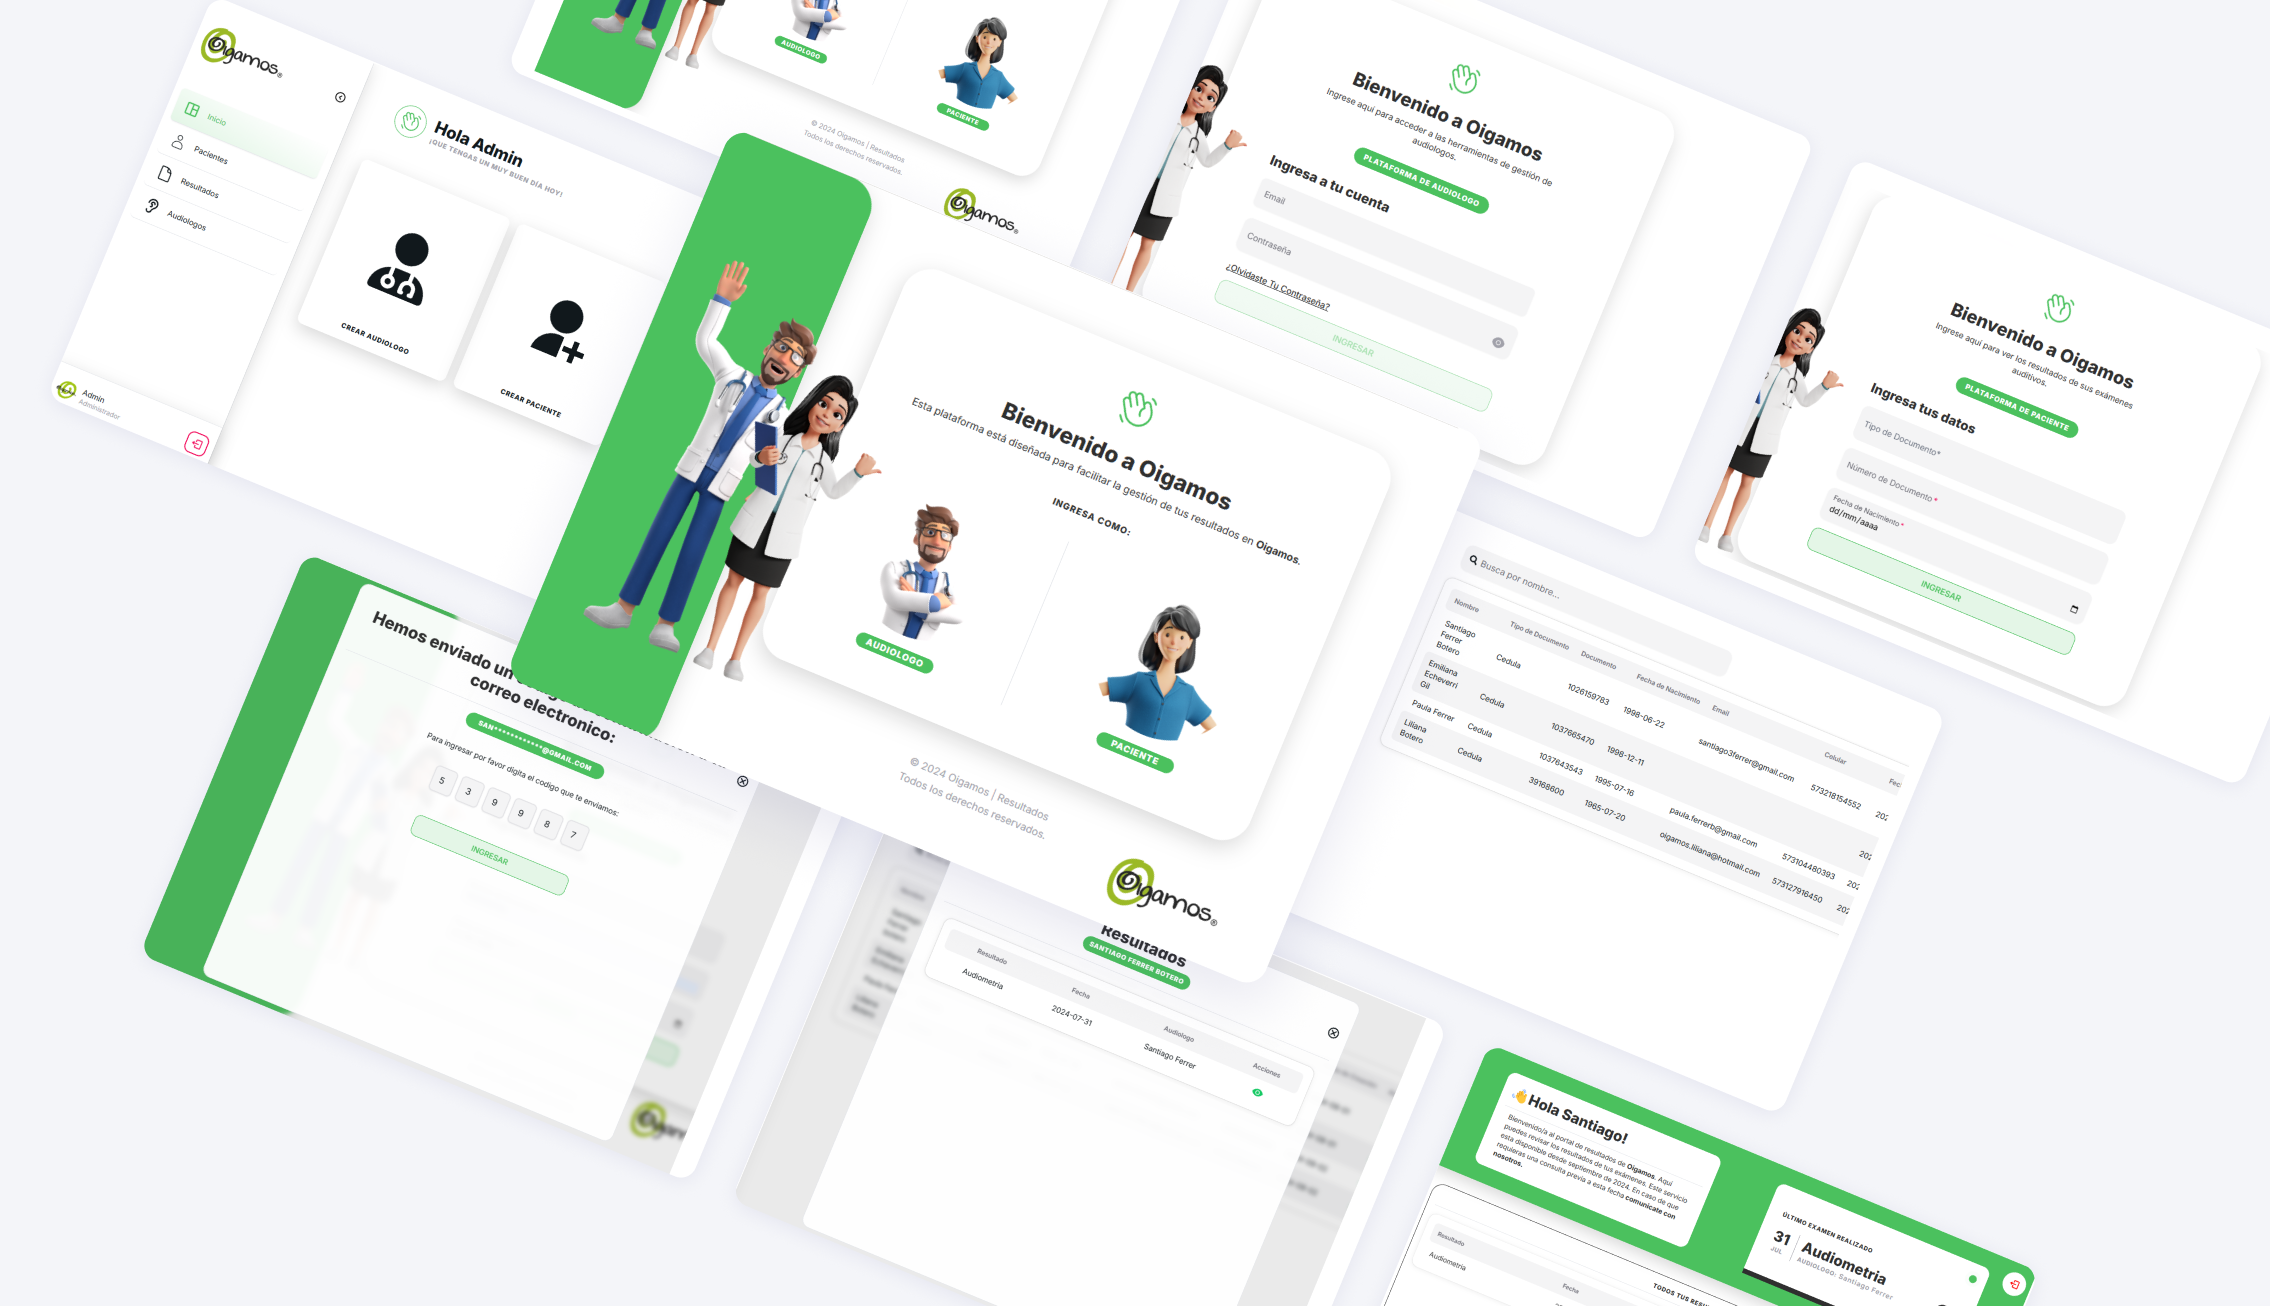 Oigamos®
Inicio
Pacientes
Resultados
Audiologos
Admin
Administrador
Hola Admin
¡QUE TENGAS UN MUY BUEN DÍA HOY!
CREAR AUDIOLOGO
CREAR PACIENTE
AUDIOLOGO
PACIENTE
© 2024 Oigamos | Resultados
Todos los derechos reservados.
Oigamos®
Bienvenido a Oigamos
Ingrese aquí para acceder a las herramientas de gestión de
audiologos.
PLATAFORMA DE AUDIOLOGO
Ingresa a tu cuenta
Email
Contraseña
¿Olvidaste Tu Contraseña?
INGRESAR
Bienvenido a Oigamos
Ingrese aquí para ver los resultados de sus exámenes
auditivos.
PLATAFORMA DE PACIENTE
Ingresa tus datos
Tipo de Documento*
Número de Documento *
Fecha de Nacimiento *
dd/mm/aaaa
INGRESAR
Bienvenido a Oigamos
Esta plataforma está diseñada para facilitar la gestión de tus resultados en Oigamos.
INGRESA COMO:
AUDIOLOGO
PACIENTE
© 2024 Oigamos | Resultados
Todos los derechos reservados.
Oigamos®
Hemos enviado un
correo electronico:
SAN************@GMAIL.COM
Para ingresar por favor digita el codigo que te enviamos:
5 3 9 9 8 7
INGRESAR
Busca por nombre...
Nombre Tipo de Documento Documento Fecha de Nacimiento Email Celular Fec
Santiago Ferrer Botero Cedula 1026159783 1998-06-22 santiago3ferrer@gmail.com 573218154552 202
Emiliana Echeverri Gil Cedula 1037665470 1998-12-11 202
Paula Ferrer Cedula 1037643543 1995-07-16 paula.ferrerb@gmail.com 573104480393 202
Liliana Botero Cedula 39168600 1965-07-20 oigamos.liliana@hotmail.com 573127916450 202
Resultados
SANTIAGO FERRER BOTERO
Resultado Fecha Audiologo Acciones
Audiometria 2024-07-31 Santiago Ferrer
Hola Santiago!
Bienvenido/a al portal de resultados de Oigamos. Aqui
puedes revisar los resultados de tus exámenes. Este servicio
esta disponible desde septiembre de 2024. En caso de que
requieras una consulta previa a esta fecha comunicate con
nosotros.
ÚLTIMO EXAMEN REALIZADO
31
JUL
Audiometria
AUDIOLOGO: Santiago Ferrer
TODOS TUS RESU
Resultado Fecha
Audiometria